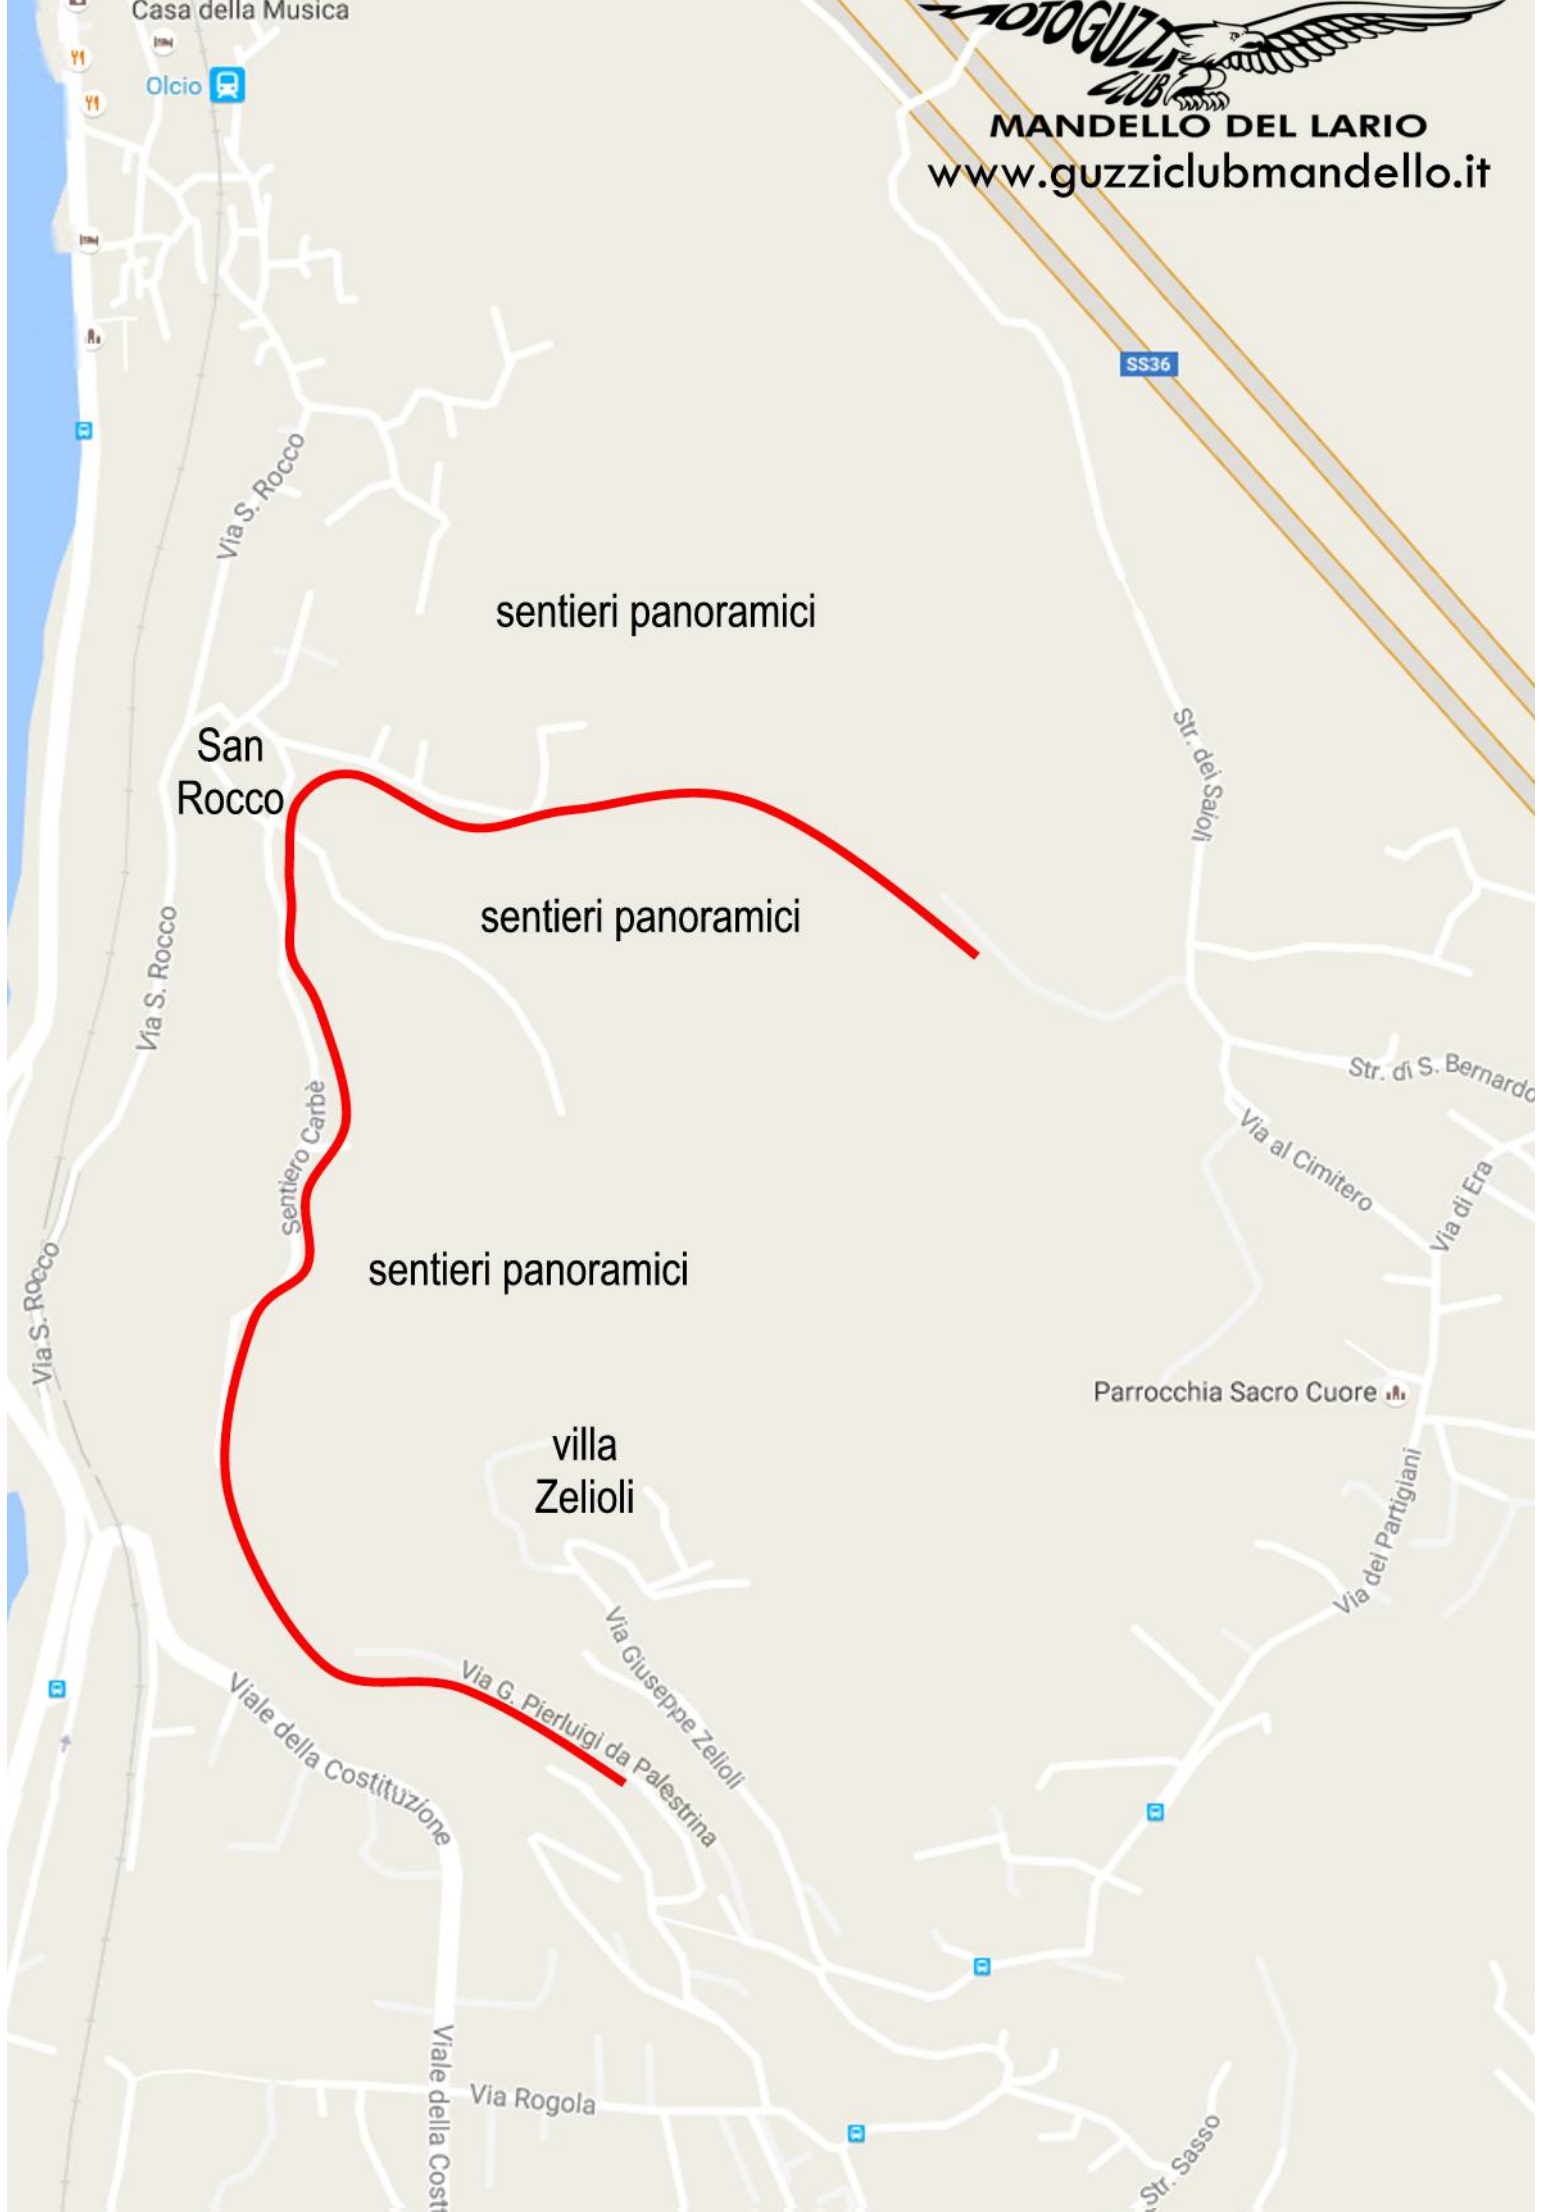 Casa della Musica
Olcio
MOTOGUZZI
CLUB
MANDELLO DEL LARIO
www.guzziclubmandello.it
SS36
Via S. Rocco
sentieri panoramici
San
Rocco
Str. dei Saioli
sentieri panoramici
Via S. Rocco
Str. di S. Bernardo
Sentiero Carbè
Via al Cimitero
Via di Era
Via S. Rocco
sentieri panoramici
Parrocchia Sacro Cuore
villa
Zelioli
Via dei Partigiani
Via Giuseppe Zelioli
Via G. Pierluigi da Palestrina
Viale della Costituzione
Viale della Costi
Via Rogola
Str. Sasso